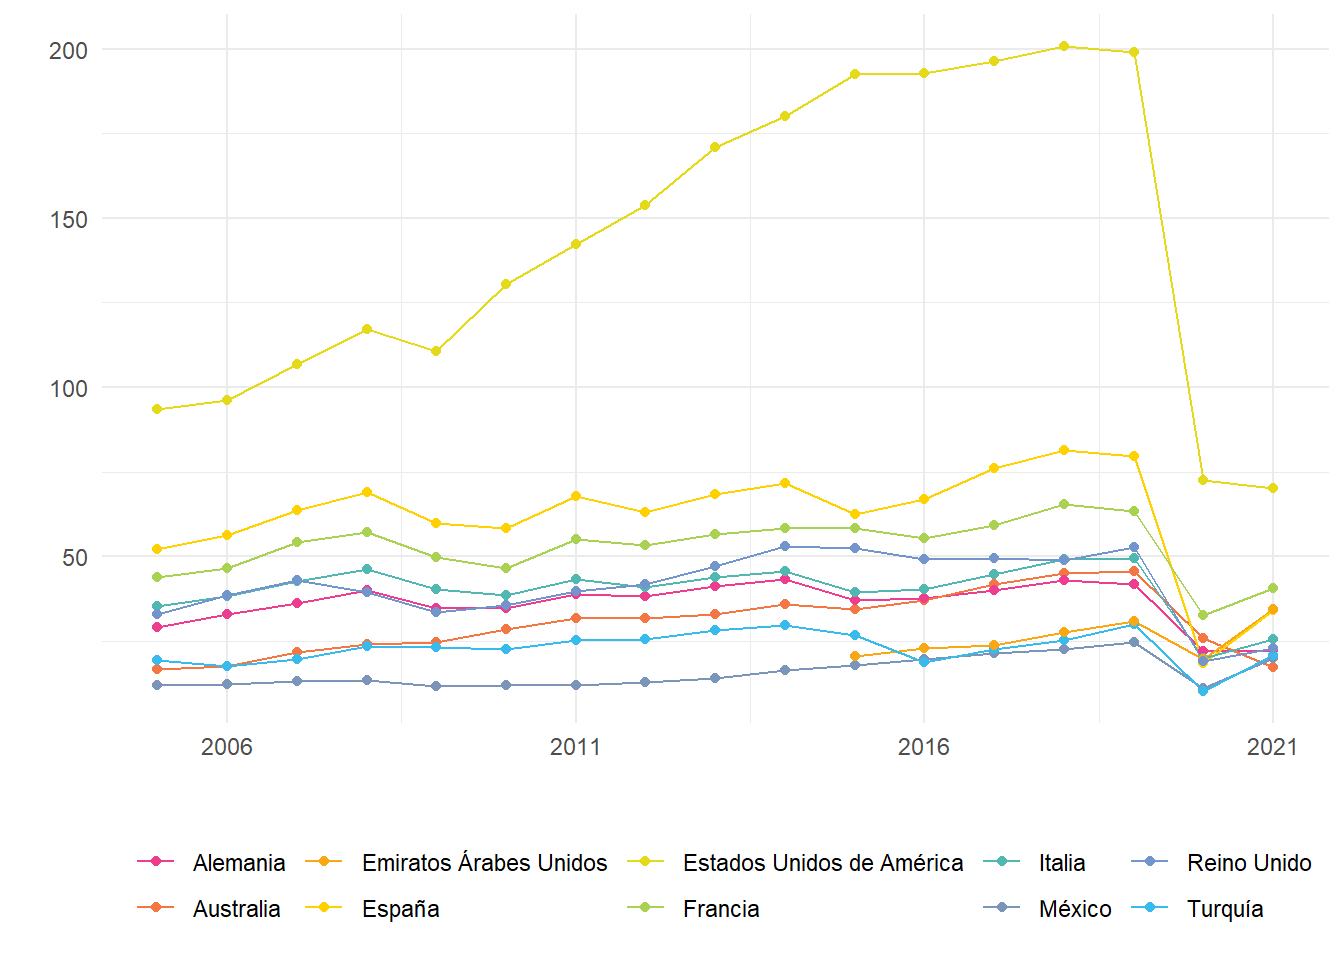 200
150
100
50
2006 2011 2016 2021
Alemania Emiratos Árabes Unidos Estados Unidos de América Italia Reino Unido
Australia España Francia México Turquía